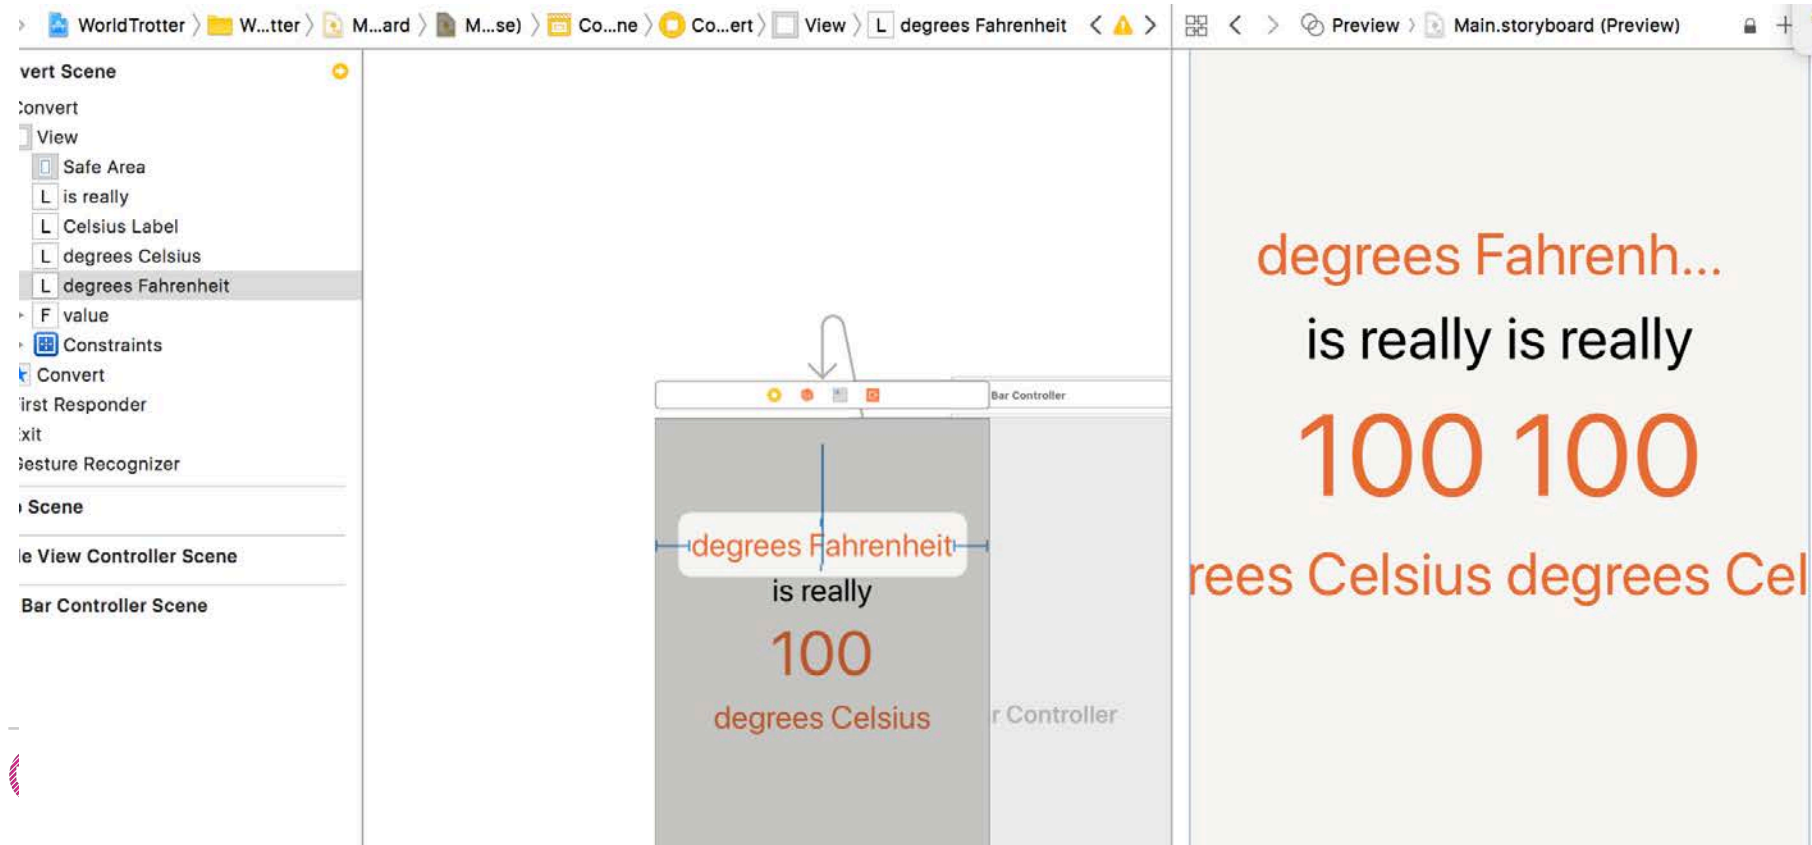 WorldTrotter W...tter M...ard M...se) Co...ne Co...ert View L degrees Fahrenheit
Preview Main.storyboard (Preview)
vert Scene
Convert
View
Safe Area
L is really
L Celsius Label
L degrees Celsius
L degrees Fahrenheit
F value
Constraints
Convert
irst Responder
xit
Gesture Recognizer
Scene
le View Controller Scene
Bar Controller Scene
Bar Controller
degrees Fahrenheit
is really
100
degrees Celsius
r Controller
degrees Fahrenh...
is really is really
100 100
rees Celsius degrees Cel